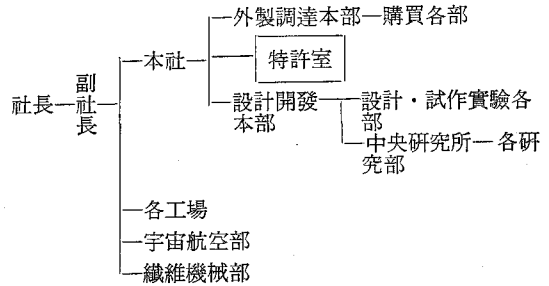 外製調達本部—購買各部
本社
特許室
社長—副社長
設計開發本部
設計・試作實驗各部
中央研究所—各研究部
各工場
宇宙航空部
纖維機械部